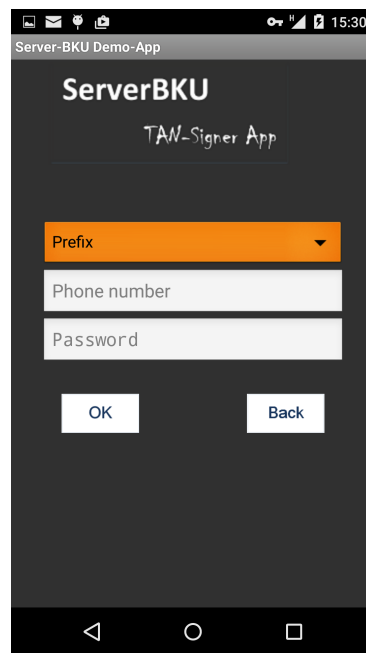 15:30
Server-BKU Demo-App
ServerBKU
TAN-Signer App
Prefix
Phone number
Password
OK
Back